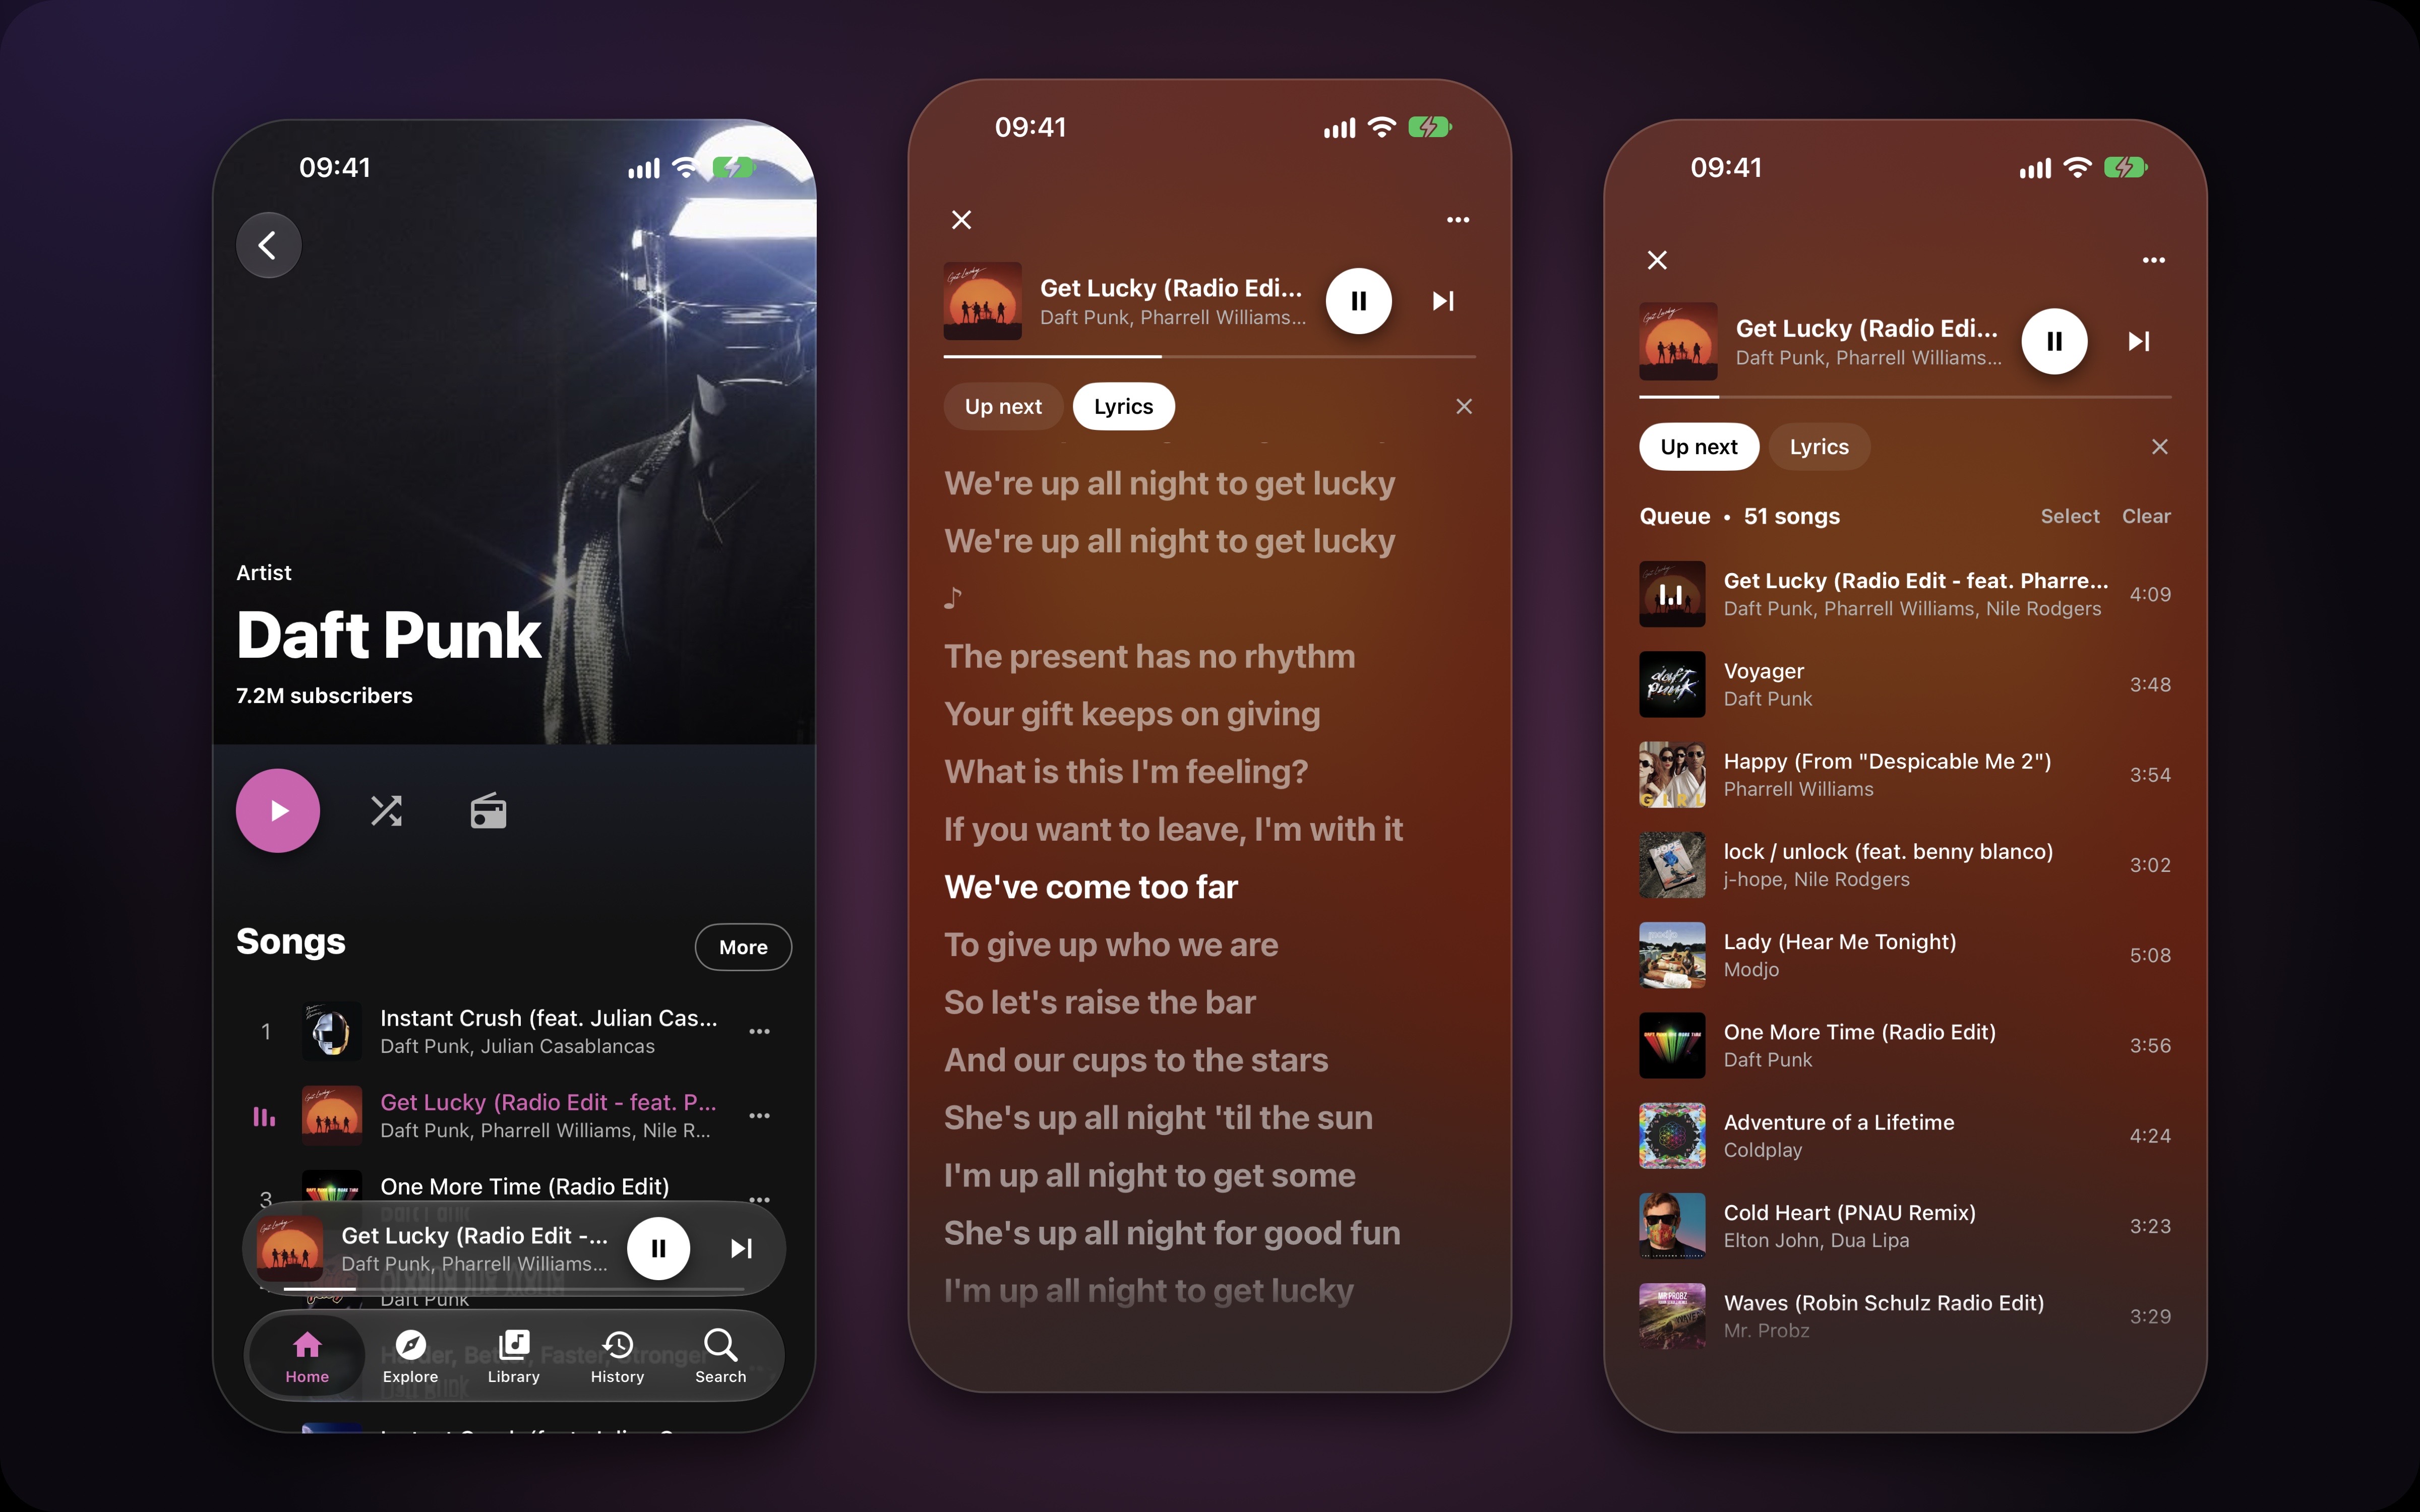 09:41
Artist
Daft Punk
7.2M subscribers
Songs
More
1
Instant Crush (feat. Julian Cas...
Daft Punk, Julian Casablancas
Get Lucky (Radio Edit - feat. P...
Daft Punk, Pharrell Williams, Nile R...
3
One More Time (Radio Edit)
Get Lucky (Radio Edit -...
Daft Punk, Pharrell Williams...
Daft Punk
Harder, Better, Faster, Stronger
Home
Explore
Library
History
Search
09:41
Get Lucky (Radio Edi...
Daft Punk, Pharrell Williams...
Up next
Lyrics
We're up all night to get lucky
We're up all night to get lucky
♪
The present has no rhythm
Your gift keeps on giving
What is this I'm feeling?
If you want to leave, I'm with it
We've come too far
To give up who we are
So let's raise the bar
And our cups to the stars
She's up all night 'til the sun
I'm up all night to get some
She's up all night for good fun
I'm up all night to get lucky
09:41
Get Lucky (Radio Edi...
Daft Punk, Pharrell Williams...
Up next
Lyrics
Queue • 51 songs
Select
Clear
Get Lucky (Radio Edit - feat. Pharre...
4:09
Daft Punk, Pharrell Williams, Nile Rodgers
Voyager
3:48
Daft Punk
Happy (From "Despicable Me 2")
3:54
Pharrell Williams
lock / unlock (feat. benny blanco)
3:02
j-hope, Nile Rodgers
Lady (Hear Me Tonight)
5:08
Modjo
One More Time (Radio Edit)
3:56
Daft Punk
Adventure of a Lifetime
4:24
Coldplay
Cold Heart (PNAU Remix)
3:23
Elton John, Dua Lipa
Waves (Robin Schulz Radio Edit)
3:29
Mr. Probz